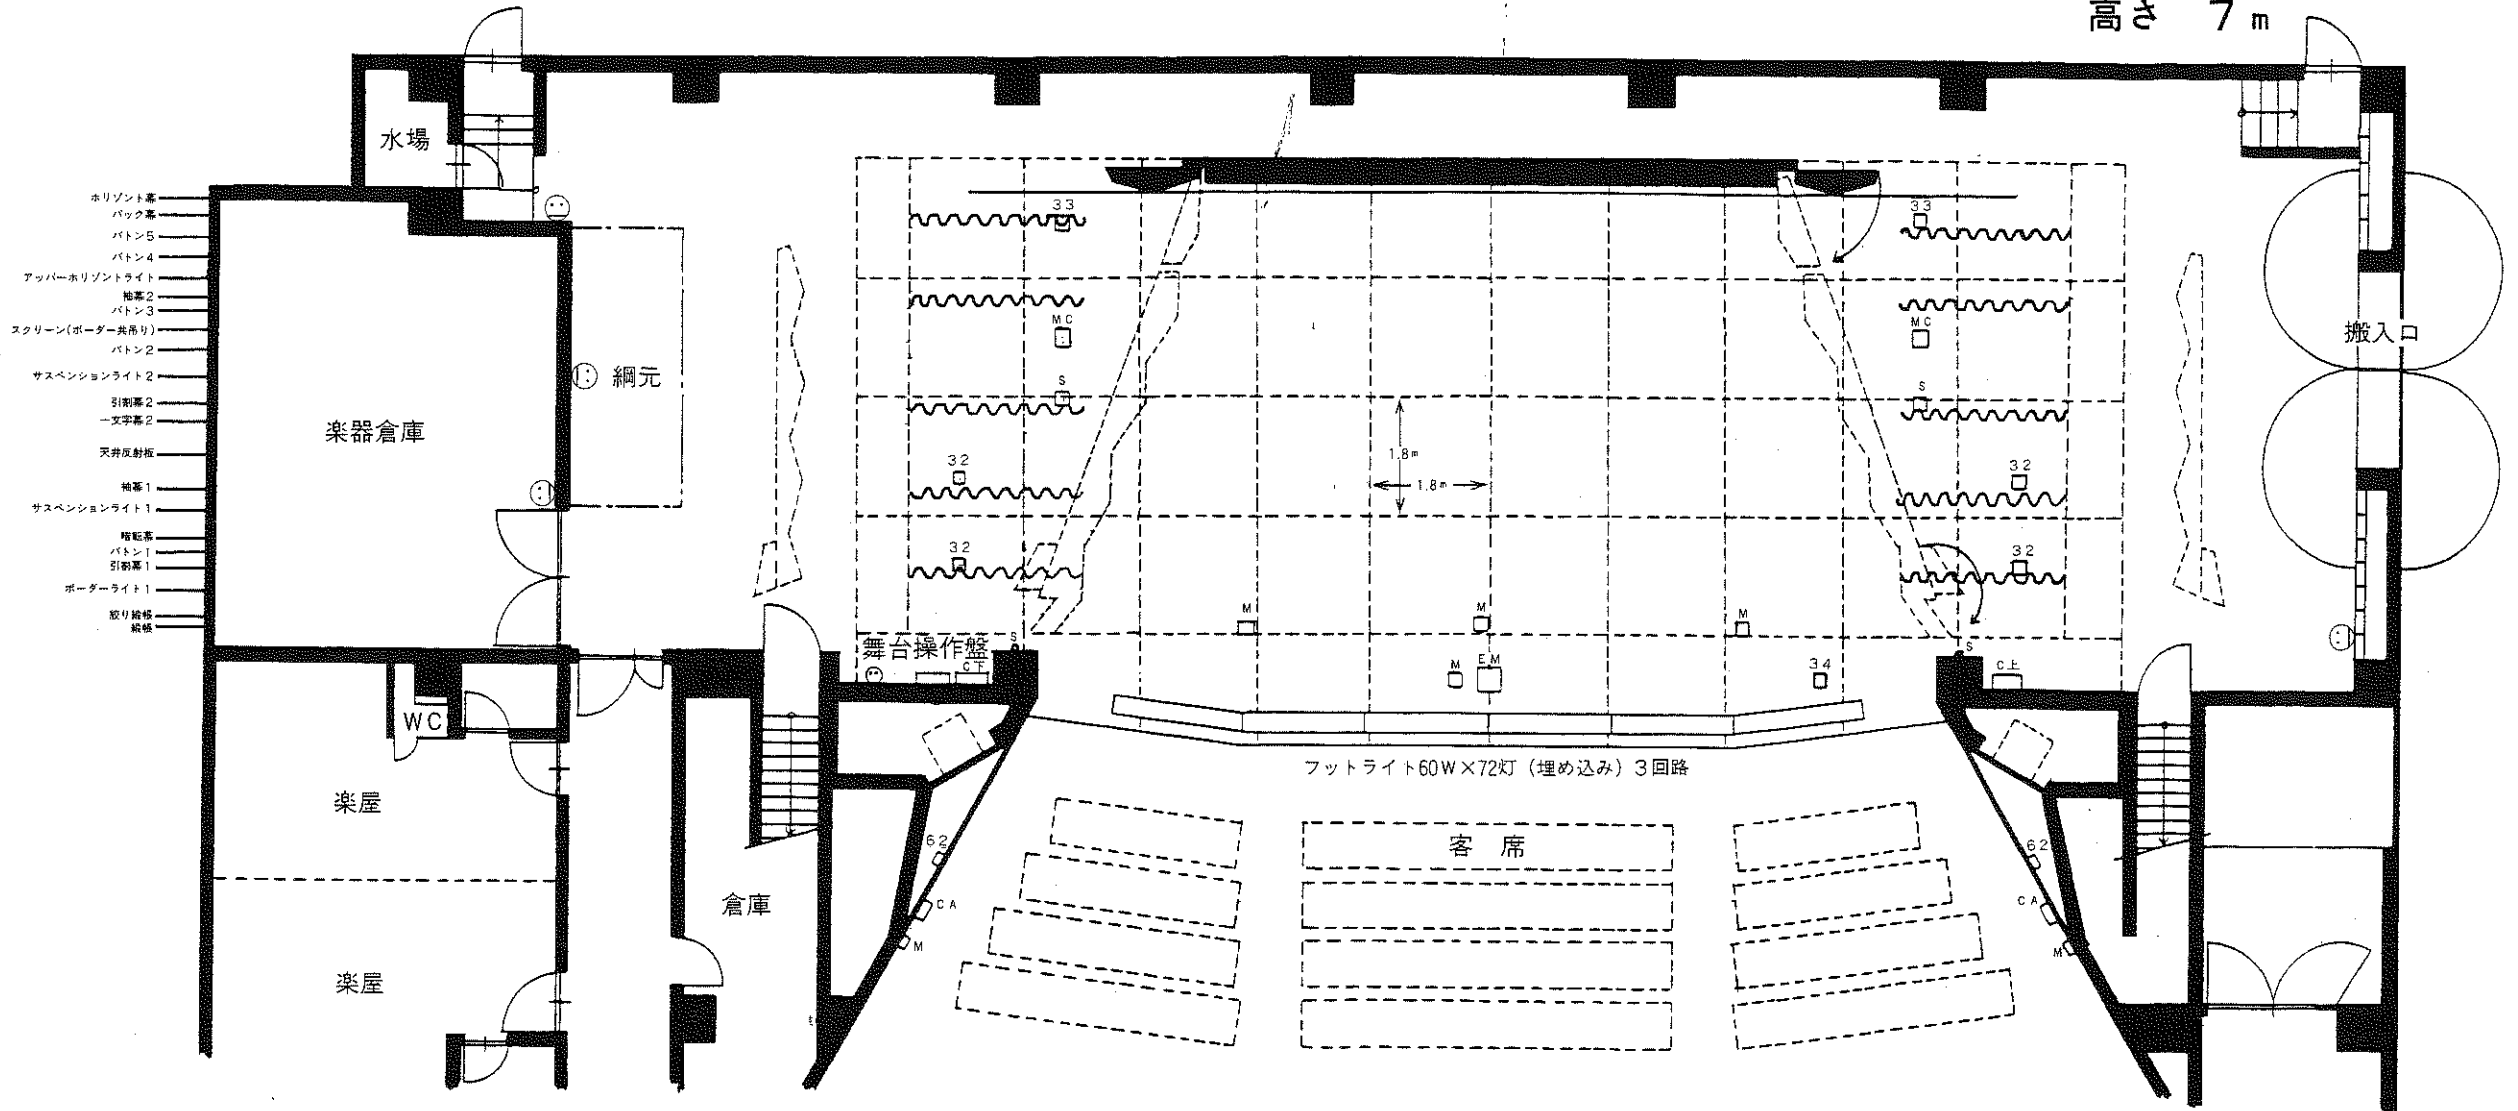 高さ 7m
水場
ホリゾント幕
バック幕
バトン5
バトン4
アッパーホリゾントライト
袖幕2
バトン3
スクリーン(ボーダー共吊り)
バトン2
サスペンションライト2
引割幕2
一文字幕2
天井反射板
袖幕1
サスペンションライト1
暗転幕
バトン1
引割幕1
ボーダーライト1
絞り緞帳
緞帳
楽器倉庫
綱元
33
33
MC
MC
S
S
32
32
32
32
1.8m
1.8m
搬入口
M
M
M
舞台操作盤
S
C下
M
EM
34
S
C上
WC
フットライト60W×72灯（埋め込み）3回路
楽屋
客 席
62
62
倉庫
CA
CA
M
M
楽屋